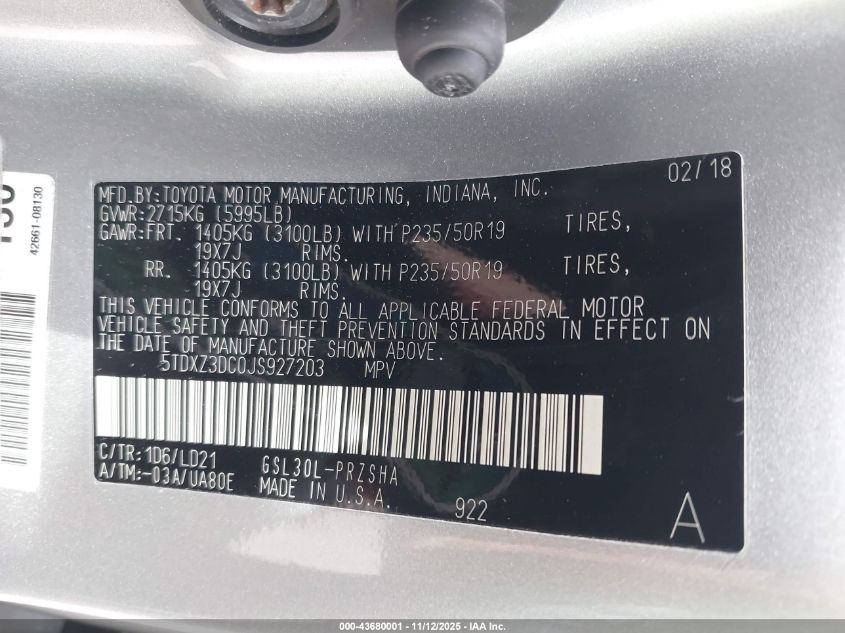 02/18
MFD.BY:TOYOTA MOTOR MANUFACTURING, INDIANA, INC.
GVWR:2715KG (5995LB)
GAWR:FRT. 1405KG (3100LB) WITH P235/50R19 TIRES,
19X7J RIMS.
RR. 1405KG (3100LB) WITH P235/50R19 TIRES,
19X7J RIMS.
THIS VEHICLE CONFORMS TO ALL APPLICABLE FEDERAL MOTOR
VEHICLE SAFETY AND THEFT PREVENTION STANDARDS IN EFFECT ON
THE DATE OF MANUFACTURE SHOWN ABOVE.
5TDXZ3DC0JS927203 MPV
C/TR:1D6/LD21 GSL30L-PRZSHA
A/TM:-03A/UA80E MADE IN U.S.A.
922
A
42661-08130
000-43680001 - 11/12/2025 - IAA Inc.